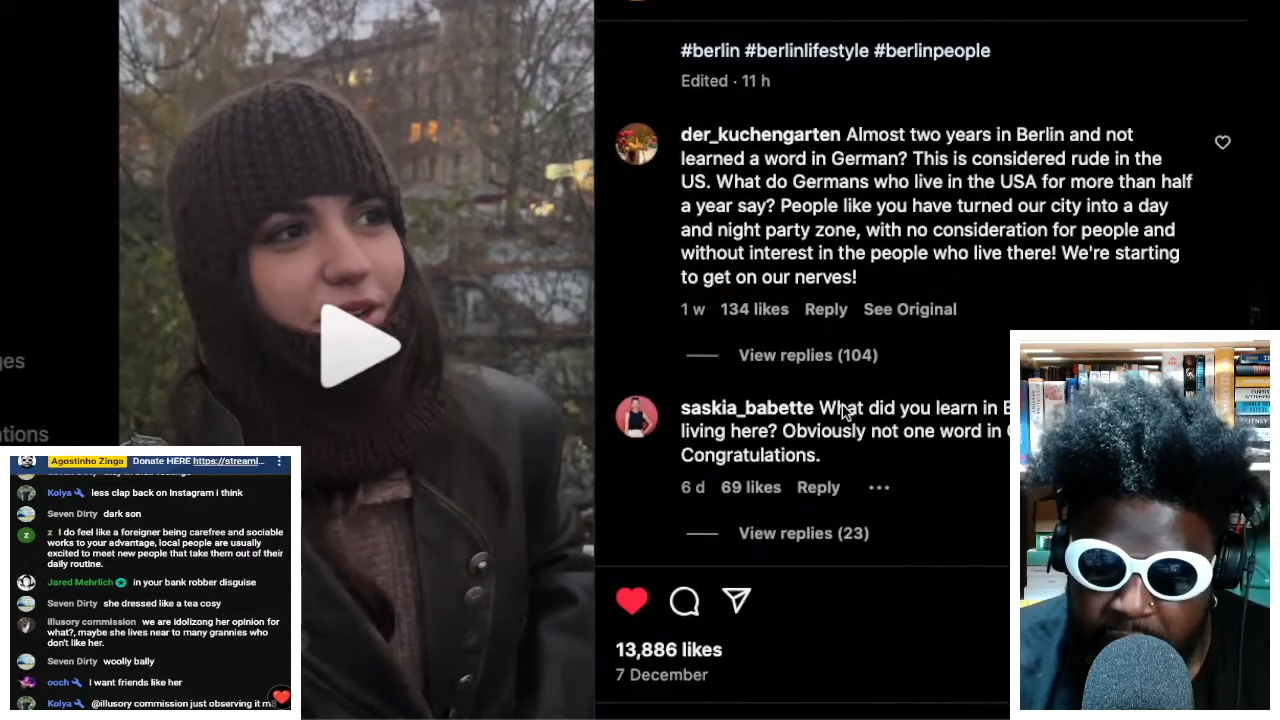 #berlin #berlinlifestyle #berlinpeople
Edited · 11 h
der_kuchengarten Almost two years in Berlin and not
learned a word in German? This is considered rude in the
US. What do Germans who live in the USA for more than half
a year say? People like you have turned our city into a day
and night party zone, with no consideration for people and
without interest in the people who live there! We're starting
to get on our nerves!
1 w 134 likes Reply See Original
View replies (104)
saskia_babette What did you learn in
living here? Obviously not one word in
Congratulations.
6 d 69 likes Reply
View replies (23)
13,886 likes
7 December
Agostinho Zinga Donate HERE https://streaml...
Kolya less clap back on Instagram i think
Seven Dirty dark son
z I do feel like a foreigner being carefree and sociable
works to your advantage, local people are usually
excited to meet new people that take them out of their
daily routine.
Jared Mehrlich in your bank robber disguise
Seven Dirty she dressed like a tea cosy
illusory commission we are idolizong her opinion for
what?, maybe she lives near to many grannies who
don't like her.
Seven Dirty woolly bally
ooch I want friends like her
Kolya @illusory commission just observing it